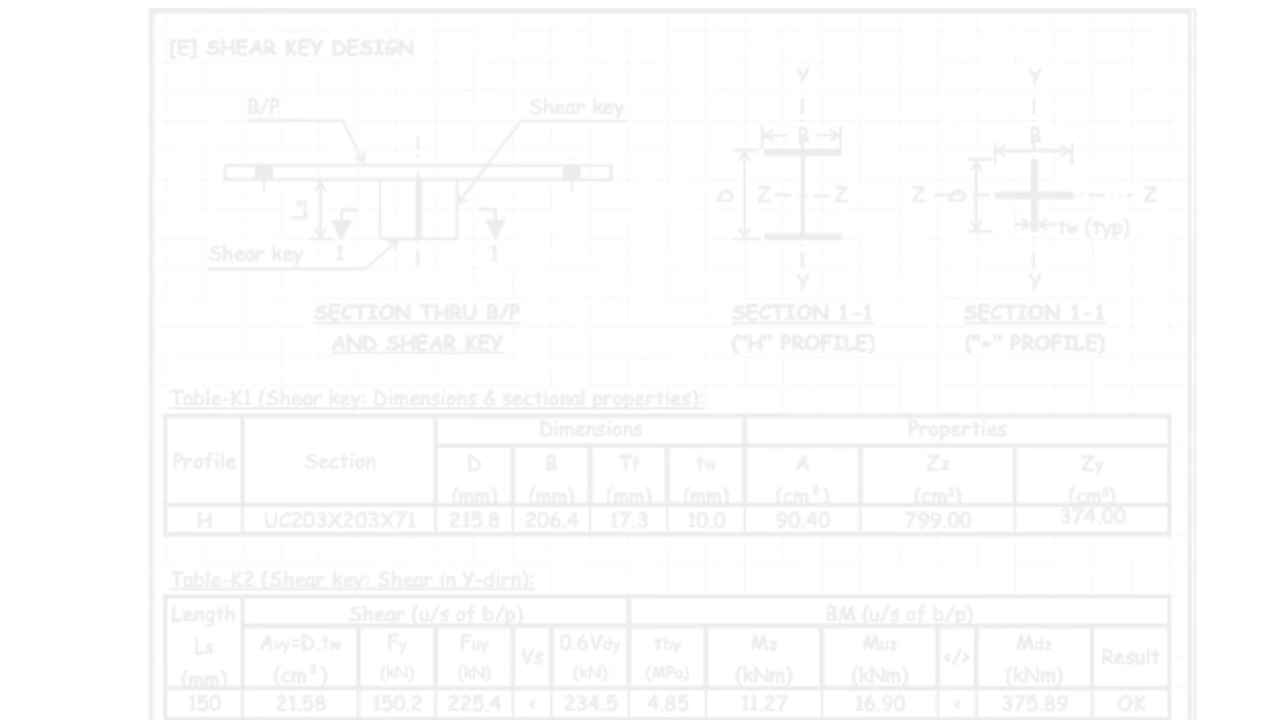 [E] SHEAR KEY DESIGN
Y Y
B/P Shear key
B B
D Z Z Z D Z
Ls
tw (typ)
Shear key 1 1
Y Y
SECTION THRU B/P SECTION 1-1 SECTION 1-1
AND SHEAR KEY ("H" PROFILE) ("+" PROFILE)
Table-K1 (Shear key: Dimensions & sectional properties):
Dimensions Properties
Profile Section D B Tf tw A Zz Zy
(mm) (mm) (mm) (mm) (cm²) (cm³) (cm³)
H UC203X203X71 215.8 206.4 17.3 10.0 90.40 799.00 374.00
Table-K2 (Shear key: Shear in Y-dirn):
Length Shear (u/s of b/p) BM (u/s of b/p)
Ls Avy=D.tw Fy Fuy Vs 0.6Vdy τby Mz Muz </> Mdz Result
(mm) (cm²) (kN) (kN) (kN) (MPa) (kNm) (kNm) (kNm)
150 21.58 150.2 225.4 < 234.5 4.85 11.27 16.90 < 375.89 OK